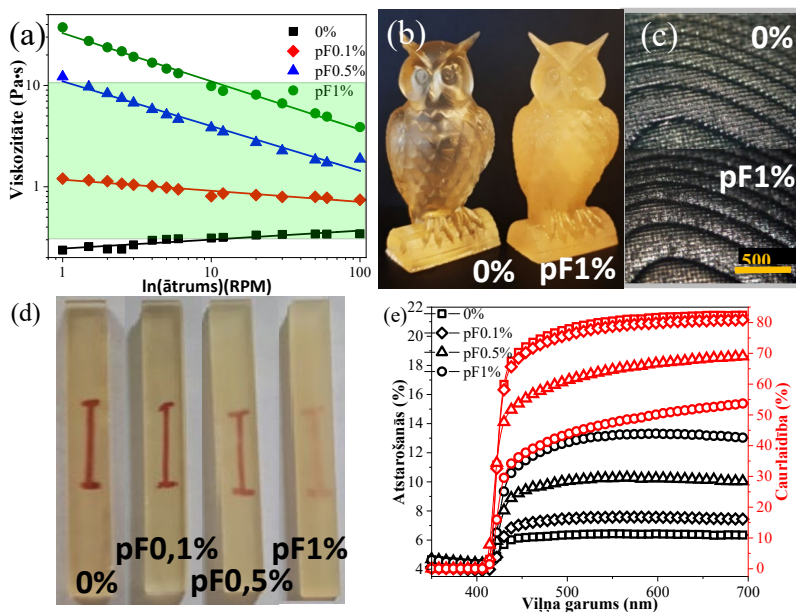 (a)
Viskozitāte (Pa•s)
10
1
0%
pF0.1%
pF0.5%
pF1%
1
10
100
ln(ātrums)(RPM)
(b)
0%
pF1%
(c)
0%
pF1%
500
(d)
0%
pF0,1%
pF0,5%
pF1%
(e)
0%
pF0.1%
pF0.5%
pF1%
Atstarošanās (%)
22
20
18
16
14
12
10
8
6
4
Caurlaidība (%)
80
70
60
50
40
30
20
10
0
400
500
600
700
Viļņa garums (nm)